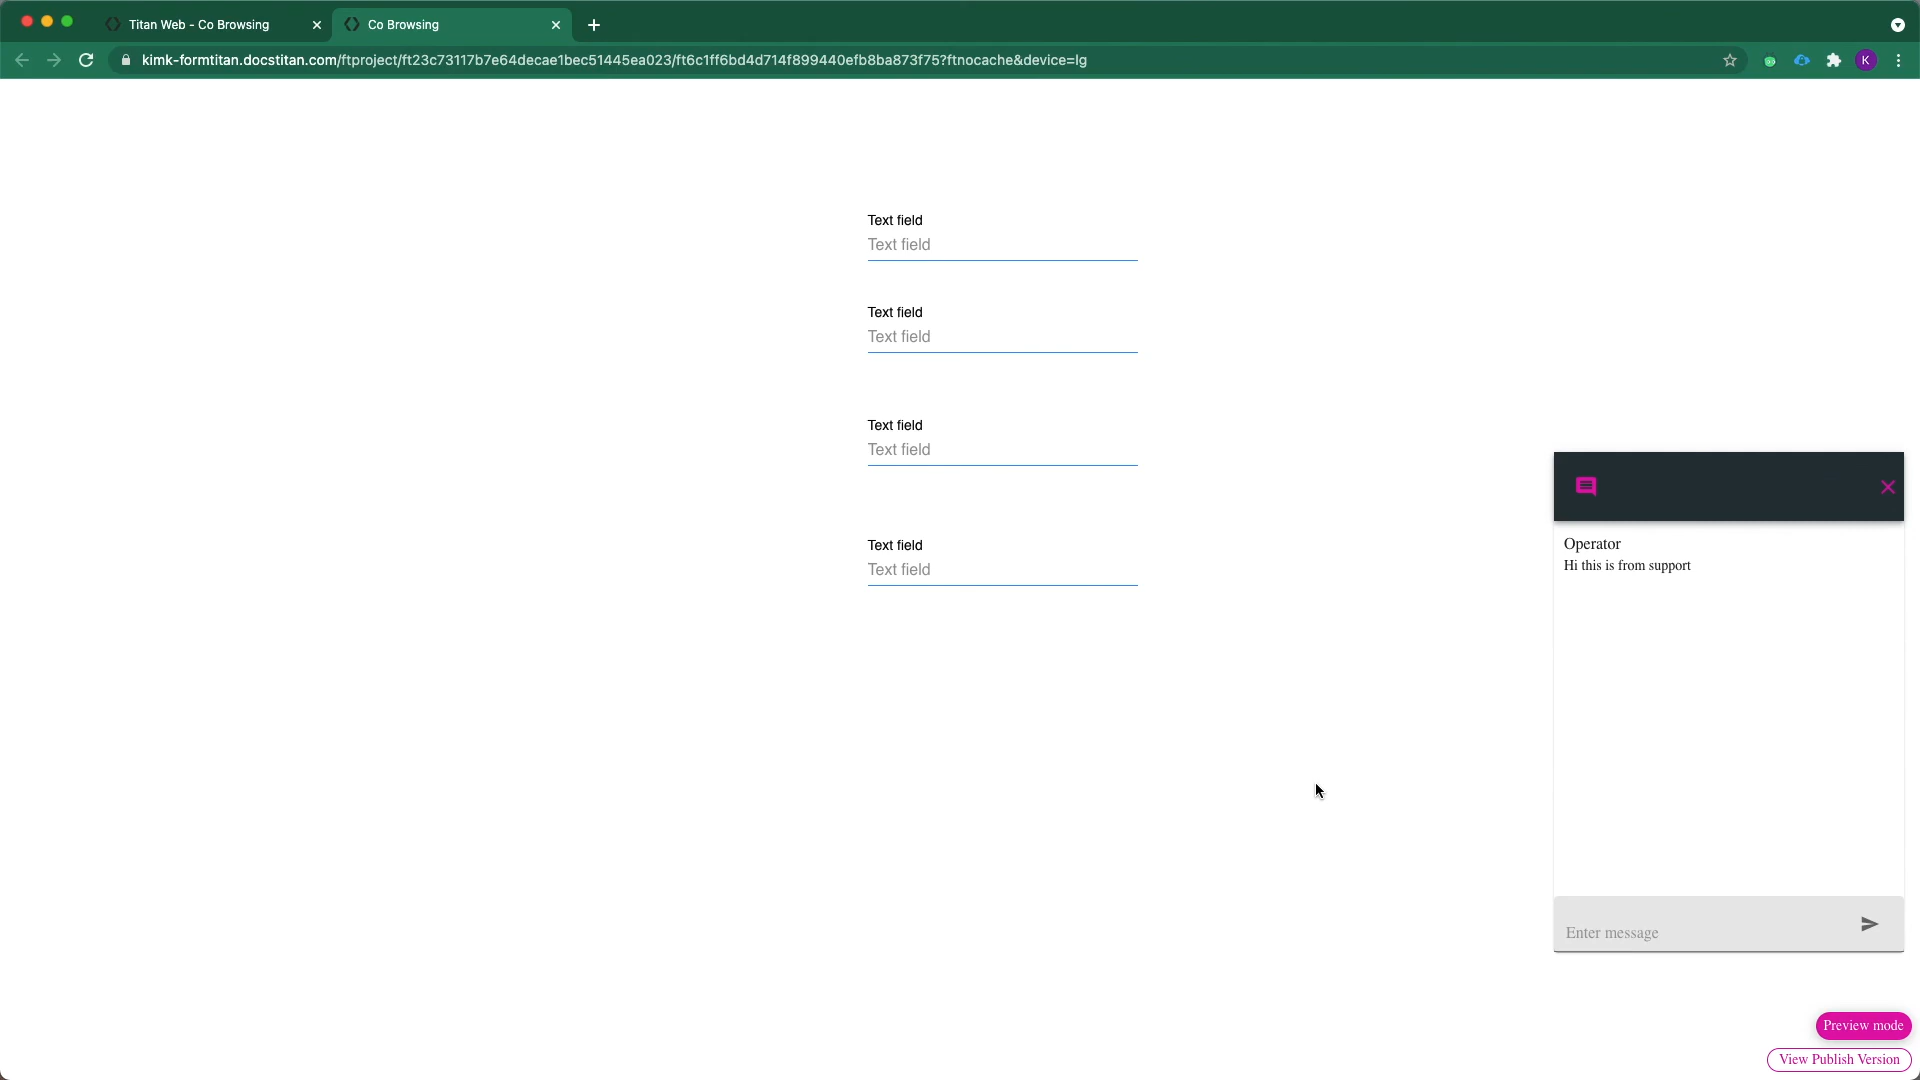 Titan Web - Co Browsing
Co Browsing
kimk-formtitan.docstitan.com/ftproject/ft23c73117b7e64decae1bec51445ea023/ft6c1ff6bd4d714f899440efb8ba873f75?ftnocache&device=lg
K
Text field
Text field
Text field
Text field
Text field
Text field
Text field
Text field
Operator
Hi this is from support
Enter message
Preview mode
View Publish Version